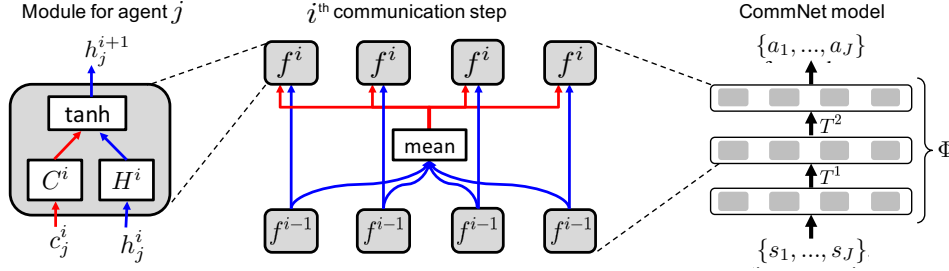 Module for agent j
h_j^{i+1}
tanh
C^i H^i
c_j^i h_j^i
i^{th} communication step
f^i f^i f^i f^i
mean
f^{i-1} f^{i-1} f^{i-1} f^{i-1}
CommNet model
{a_1, ..., a_J}
T^2
T^1
Φ
{s_1, ..., s_J}